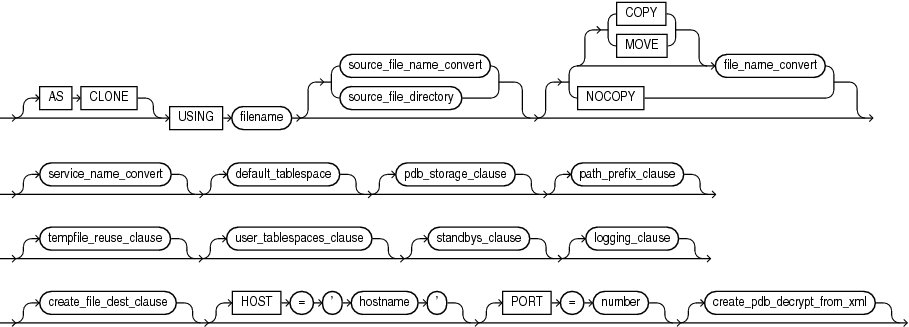 COPY
MOVE
AS CLONE USING filename source_file_name_convert file_name_convert
source_file_directory NOCOPY
service_name_convert default_tablespace pdb_storage_clause path_prefix_clause
tempfile_reuse_clause user_tablespaces_clause standbys_clause logging_clause
create_file_dest_clause HOST = ' hostname ' PORT = number create_pdb_decrypt_from_xml